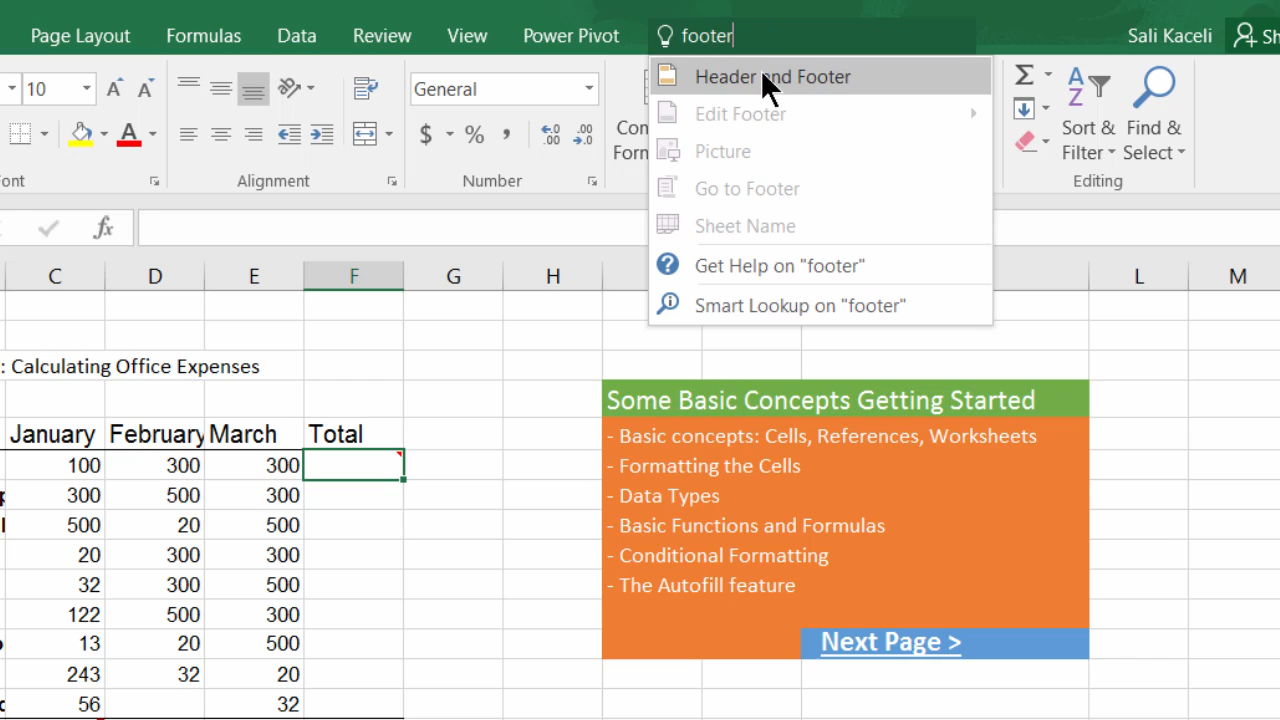 Page Layout Formulas Data Review View Power Pivot footer Sali Kaceli Sh
10 A A General Σ A Z
Header and Footer
Edit Footer
$ % , .0 .00 .00 .0 Con Sort & Find &
Picture
Form Filter Select
ont Alignment Number Editing
Go to Footer
Sheet Name
fx
Get Help on "footer"
C D E F G H L M
Smart Lookup on "footer"
: Calculating Office Expenses
Some Basic Concepts Getting Started
January February March Total
- Basic concepts: Cells, References, Worksheets
100 300 300
- Formatting the Cells
300 500 300
- Data Types
500 20 500
- Basic Functions and Formulas
20 300 300
- Conditional Formatting
32 300 500
- The Autofill feature
122 500 300
13 20 500
Next Page >
243 32 20
56 32